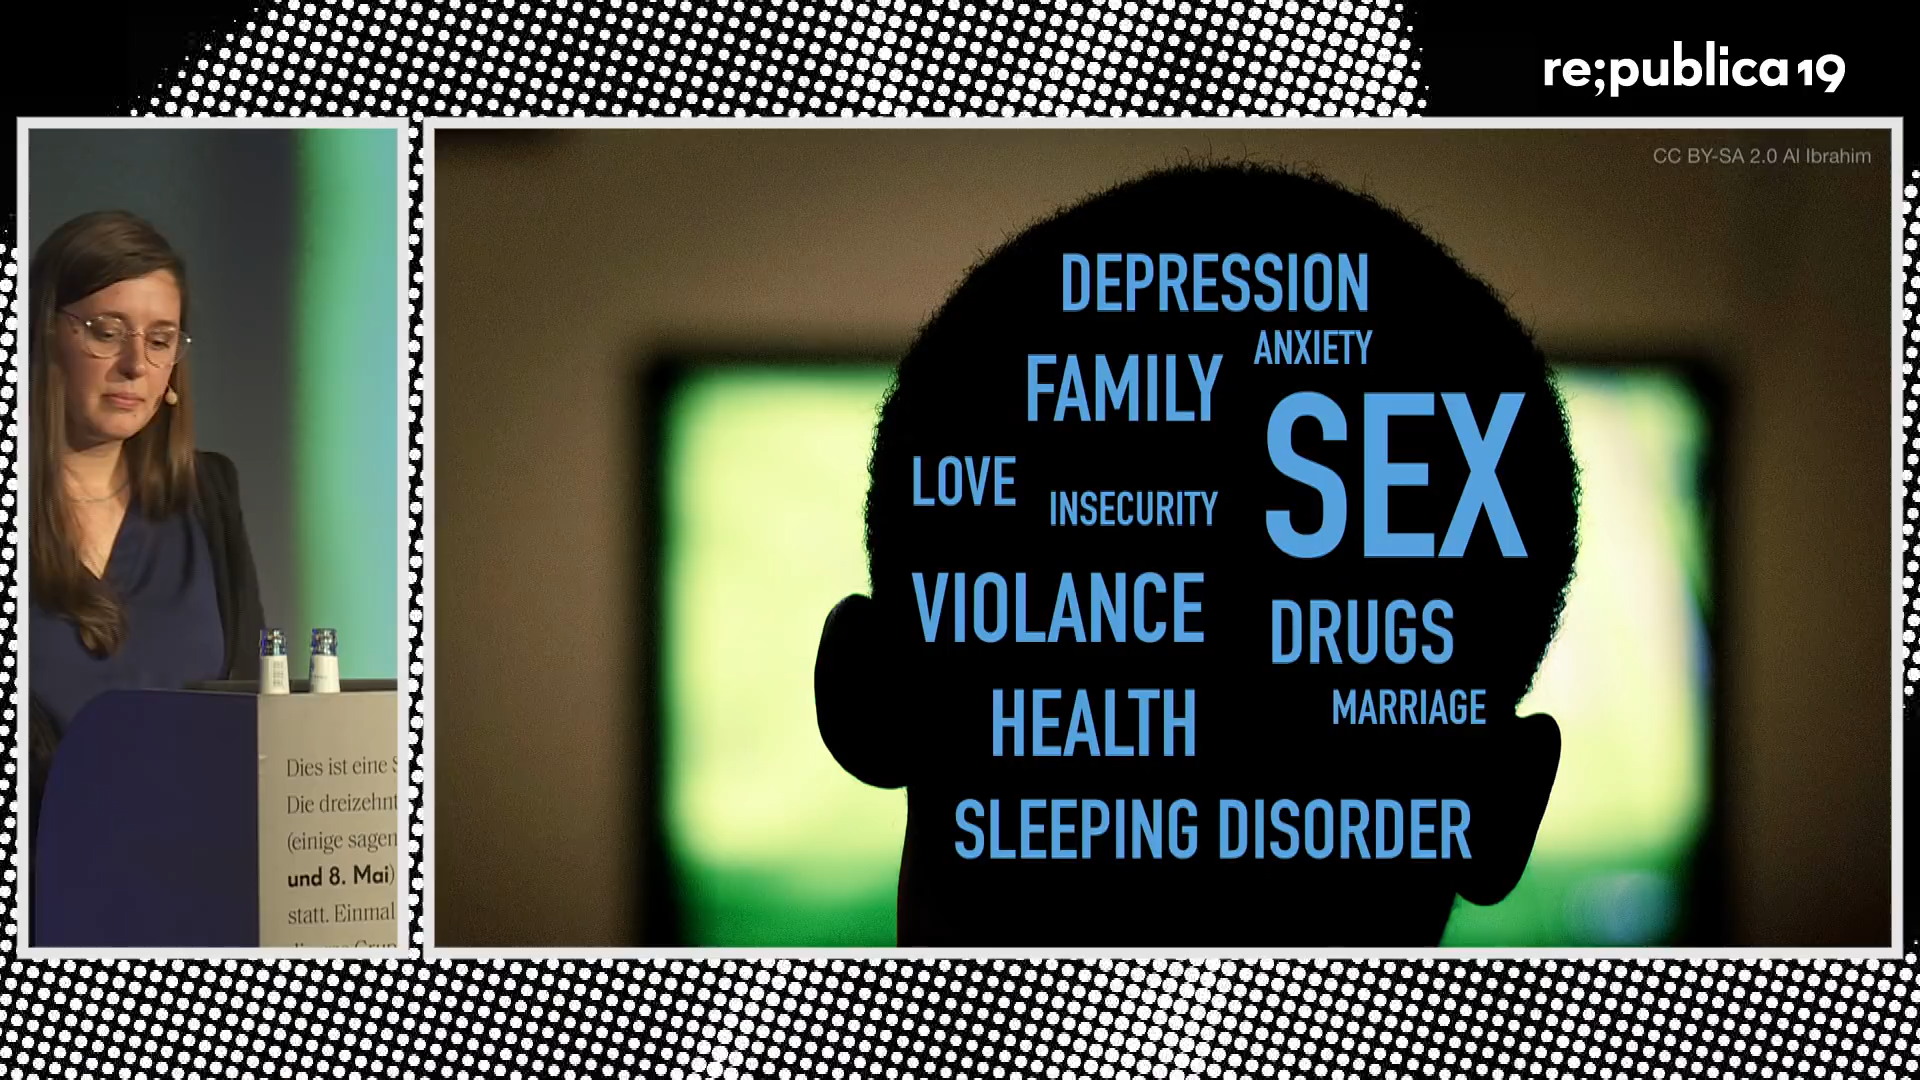 re;publica 19
CC BY-SA 2.0 Al Ibrahim
DEPRESSION
ANXIETY
FAMILY
SEX
LOVE
INSECURITY
VIOLANCE
DRUGS
HEALTH
MARRIAGE
SLEEPING DISORDER
Dies ist eine
Die dreizehnt
(einige sagen
und 8. Mai)
statt. Einmal